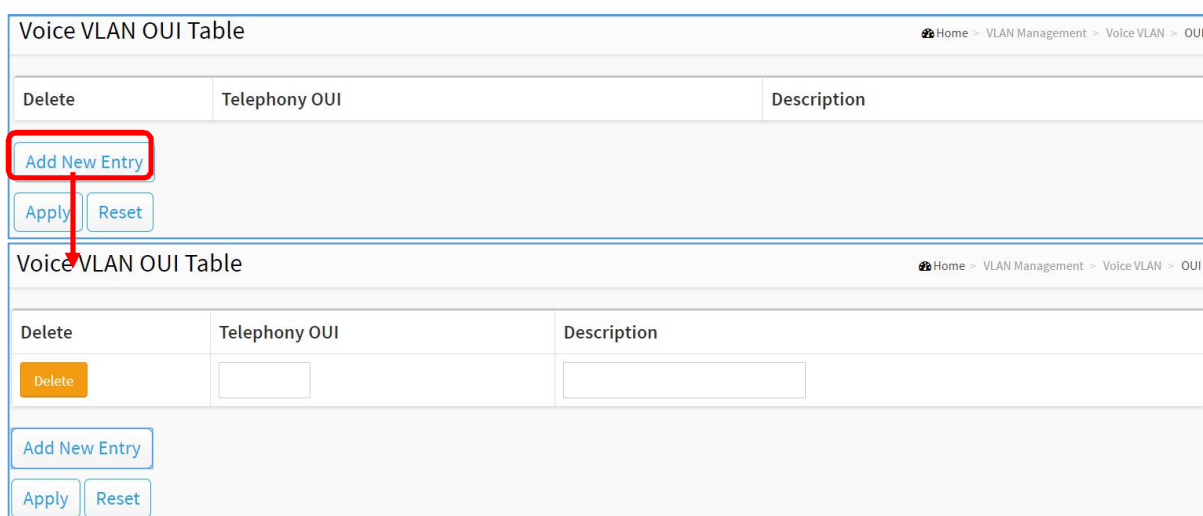 Voice VLAN OUI Table
Home > VLAN Management > Voice VLAN > OUI
Delete Telephony OUI Description
Add New Entry
Apply Reset
Voice VLAN OUI Table
Home > VLAN Management > Voice VLAN > OUI
Delete Telephony OUI Description
Delete
Add New Entry
Apply Reset